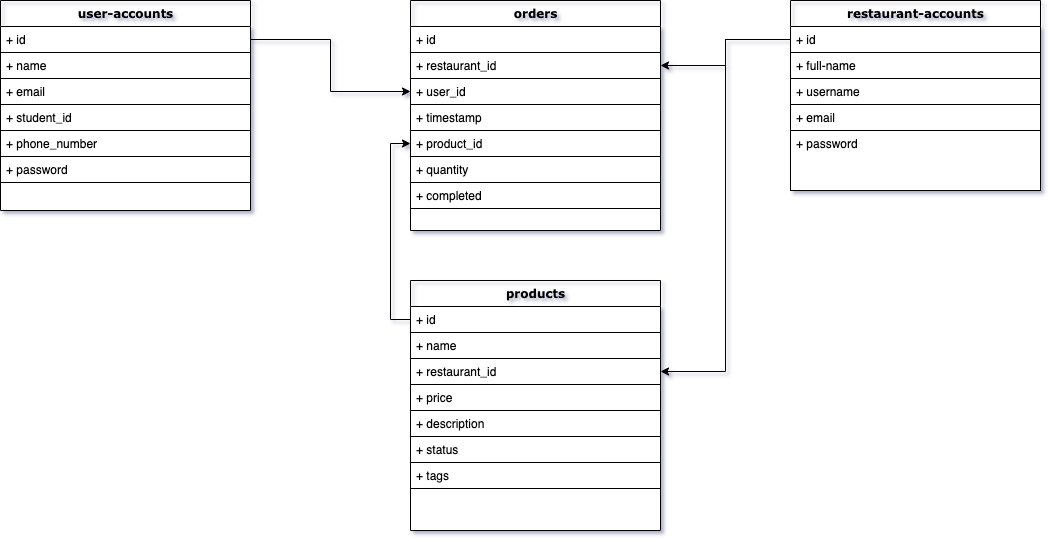 user-accounts
+ id
+ name
+ email
+ student_id
+ phone_number
+ password
orders
+ id
+ restaurant_id
+ user_id
+ timestamp
+ product_id
+ quantity
+ completed
restaurant-accounts
+ id
+ full-name
+ username
+ email
+ password
products
+ id
+ name
+ restaurant_id
+ price
+ description
+ status
+ tags